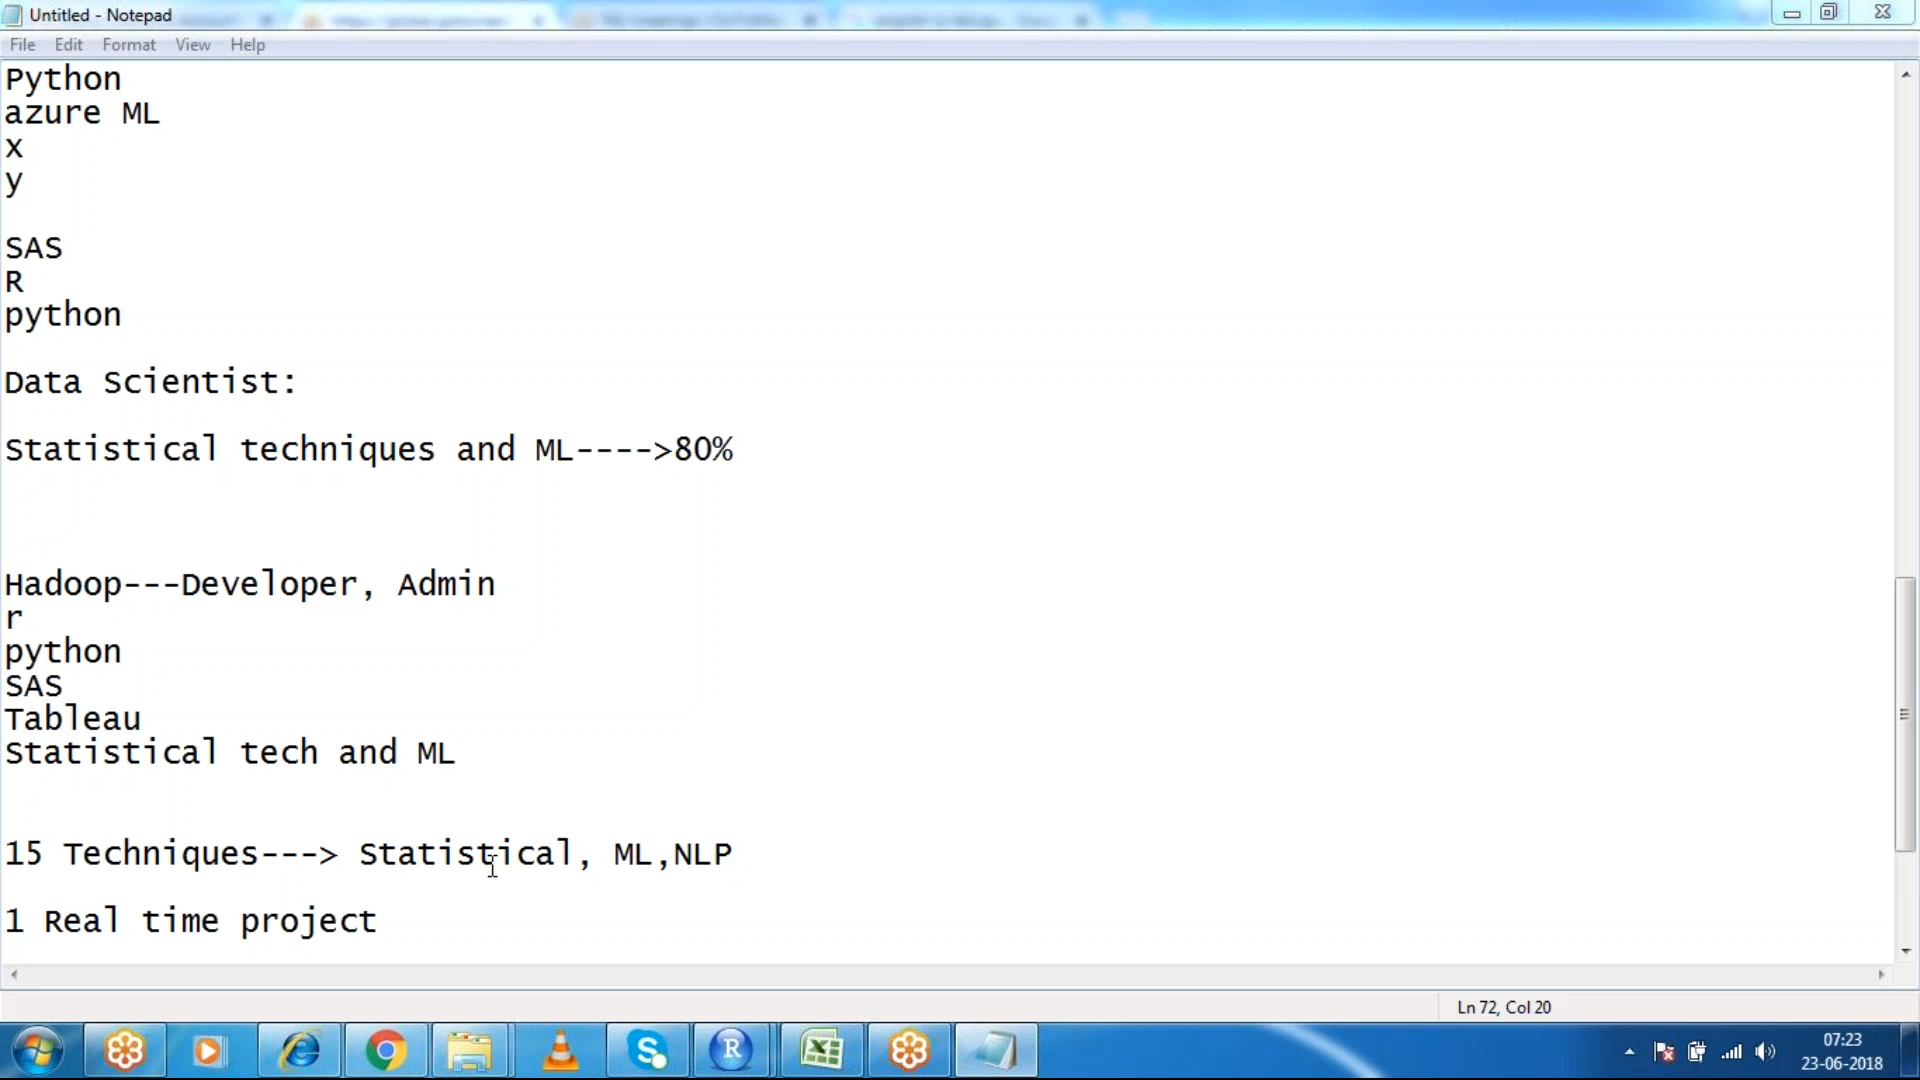 Untitled - Notepad
File Edit Format View Help
Python
azure ML
x
y
SAS
R
python
Data Scientist:
Statistical techniques and ML---->80%
Hadoop---Developer, Admin
r
python
SAS
Tableau
Statistical tech and ML
15 Techniques---> Statistical, ML,NLP
1 Real time project
Ln 72, Col 20
07:23
23-06-2018